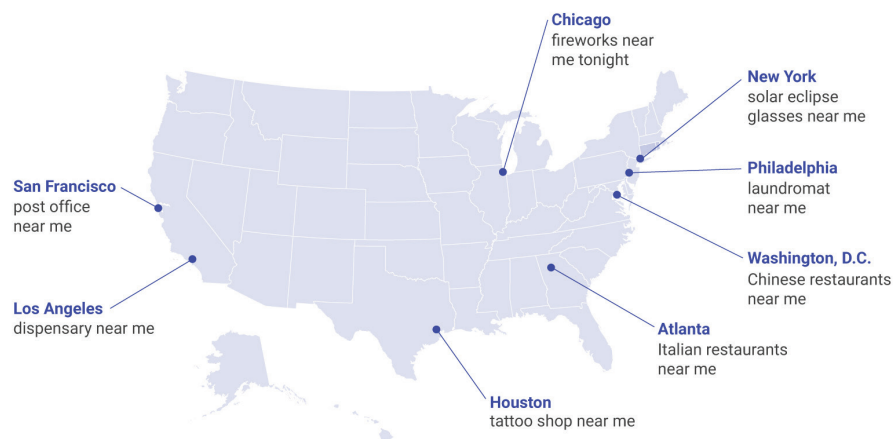 Chicago
fireworks near
me tonight
New York
solar eclipse
glasses near me
San Francisco
post office
near me
Philadelphia
laundromat
near me
Washington, D.C.
Chinese restaurants
near me
Los Angeles
dispensary near me
Atlanta
Italian restaurants
near me
Houston
tattoo shop near me